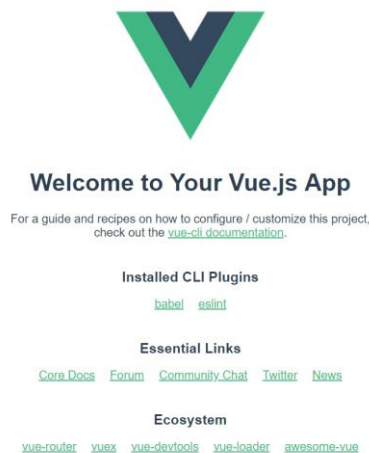 Welcome to Your Vue.js App
For a guide and recipes on how to configure / customize this project,
check out the vue-cli documentation.
Installed CLI Plugins
babel eslint
Essential Links
Core Docs Forum Community Chat Twitter News
Ecosystem
vue-router vuex vue-devtools vue-loader awesome-vue